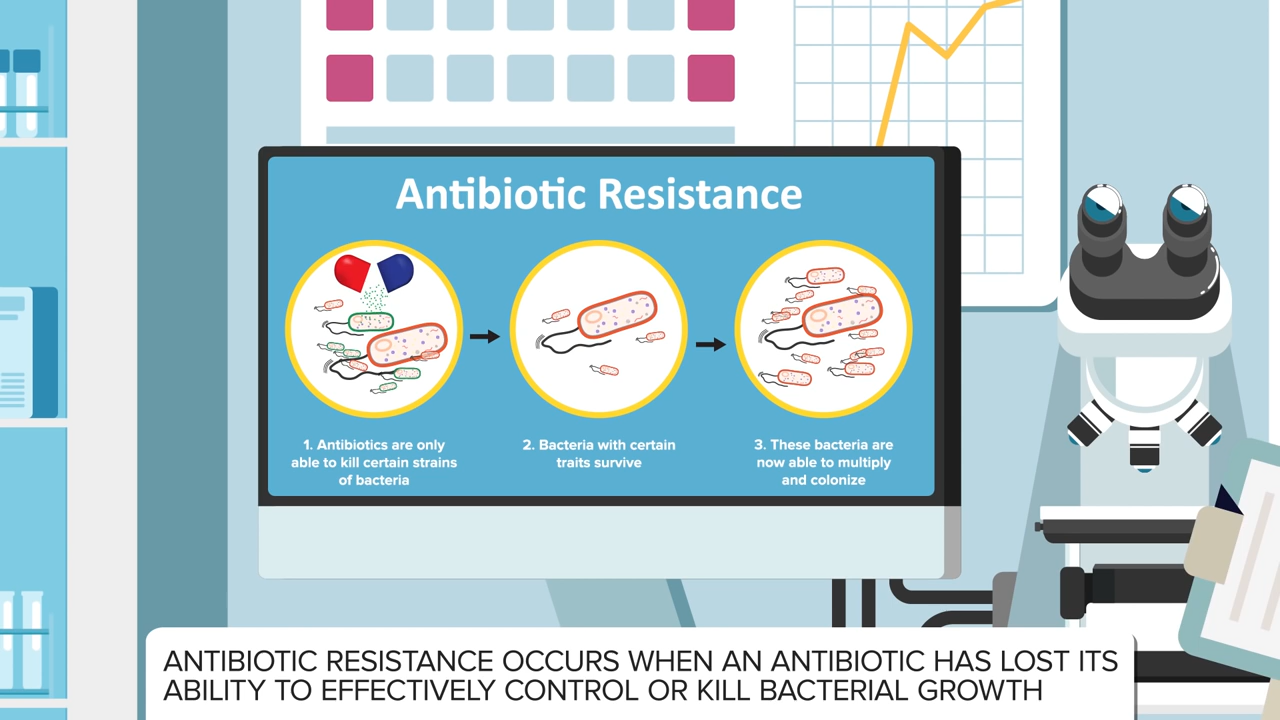 Antibiotic Resistance
1. Antibiotics are only
able to kill certain strains
of bacteria
2. Bacteria with certain
traits survive
3. These bacteria are
now able to multiply
and colonize
ANTIBIOTIC RESISTANCE OCCURS WHEN AN ANTIBIOTIC HAS LOST ITS
ABILITY TO EFFECTIVELY CONTROL OR KILL BACTERIAL GROWTH